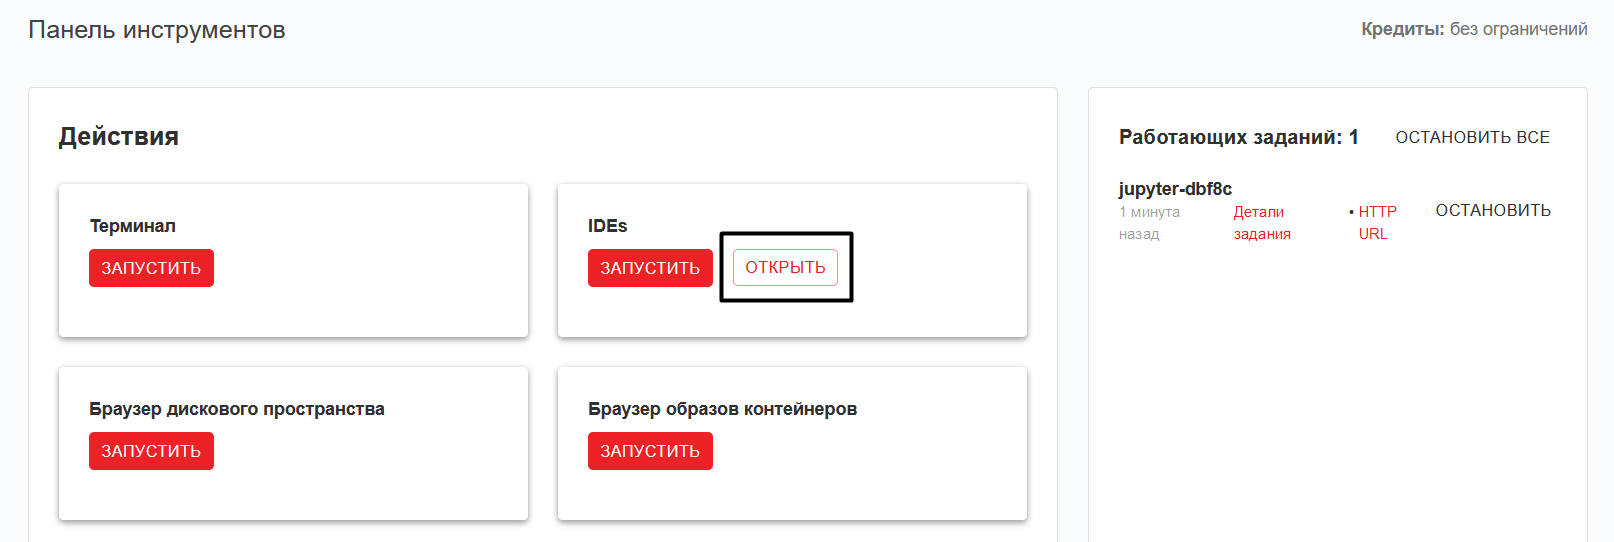 Панель инструментов
Кредиты: без ограничений
Действия
Терминал
ЗАПУСТИТЬ
IDEs
ЗАПУСТИТЬ
ОТКРЫТЬ
Браузер дискового пространства
ЗАПУСТИТЬ
Браузер образов контейнеров
ЗАПУСТИТЬ
Работающих заданий: 1
ОСТАНОВИТЬ ВСЕ
jupyter-dbf8c
1 минута
назад
Детали
задания
• HTTP
URL
ОСТАНОВИТЬ